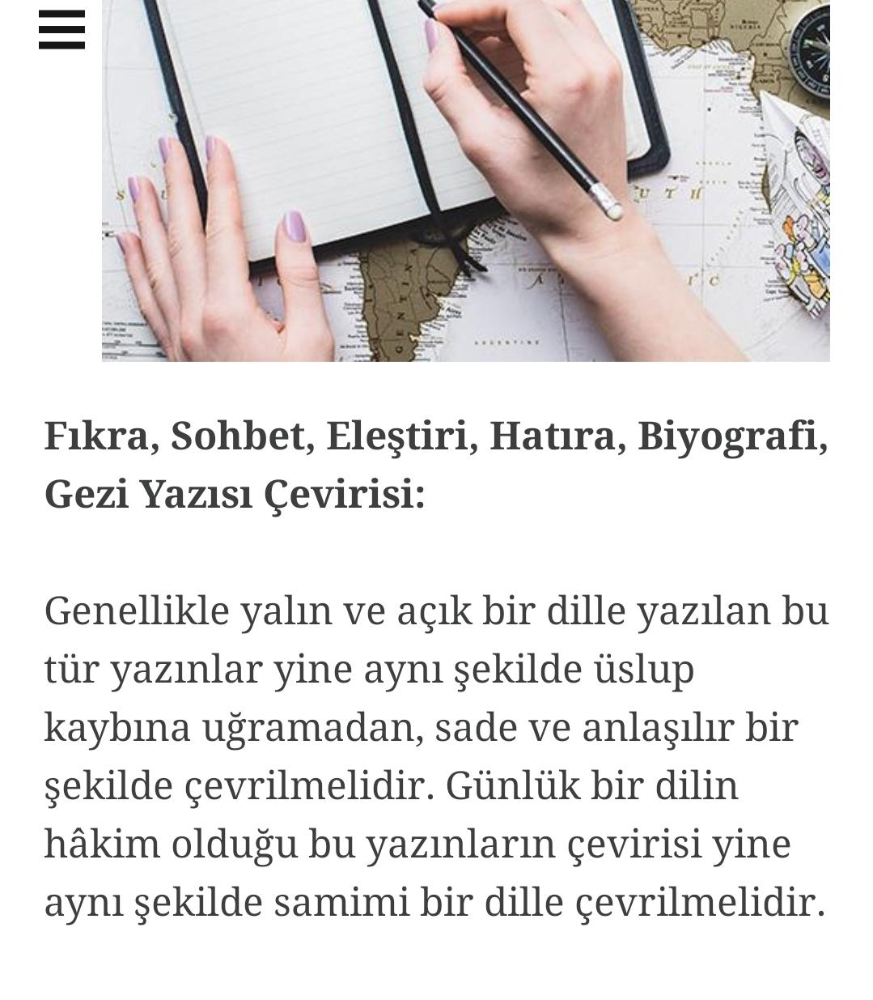 NIGERIA
S
U
U T H
A
I C
ARGENTINE
Fıkra, Sohbet, Eleştiri, Hatıra, Biyografi,
Gezi Yazısı Çevirisi:
Genellikle yalın ve açık bir dille yazılan bu
tür yazınlar yine aynı şekilde üslup
kaybına uğramadan, sade ve anlaşılır bir
şekilde çevrilmelidir. Günlük bir dilin
hâkim olduğu bu yazınların çevirisi yine
aynı şekilde samimi bir dille çevrilmelidir.